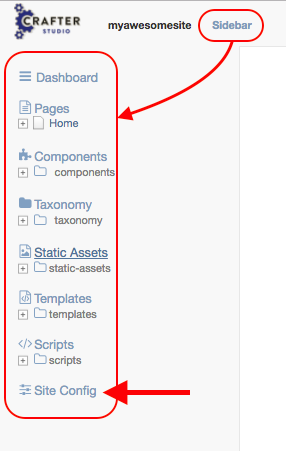 CRAFTER
STUDIO
myawesomesite Sidebar
Dashboard
Pages
Home
Components
components
Taxonomy
taxonomy
Static Assets
static-assets
Templates
templates
Scripts
scripts
Site Config